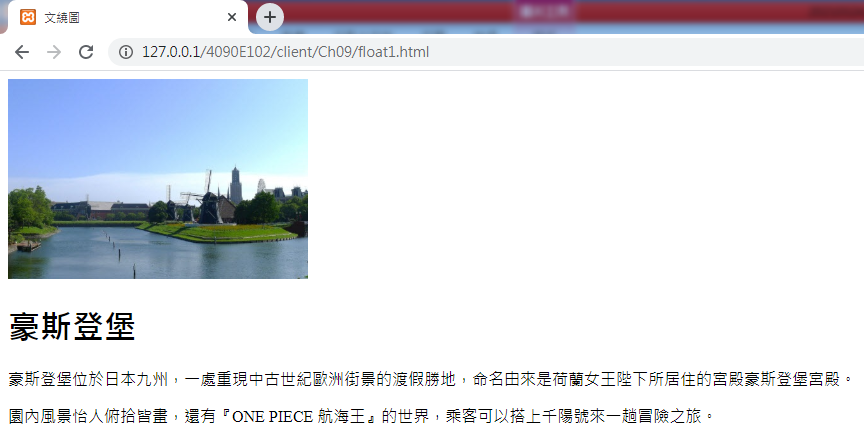 文繞圖
127.0.0.1/4090E102/client/Ch09/float1.html
豪斯登堡
豪斯登堡位於日本九州，一處重現中古世紀歐洲街景的渡假勝地，命名由來是荷蘭女王陛下所居住的宮殿豪斯登堡宮殿。
園內風景怡人俯拾皆畫，還有『ONE PIECE 航海王』的世界，乘客可以搭上千陽號來一趟冒險之旅。